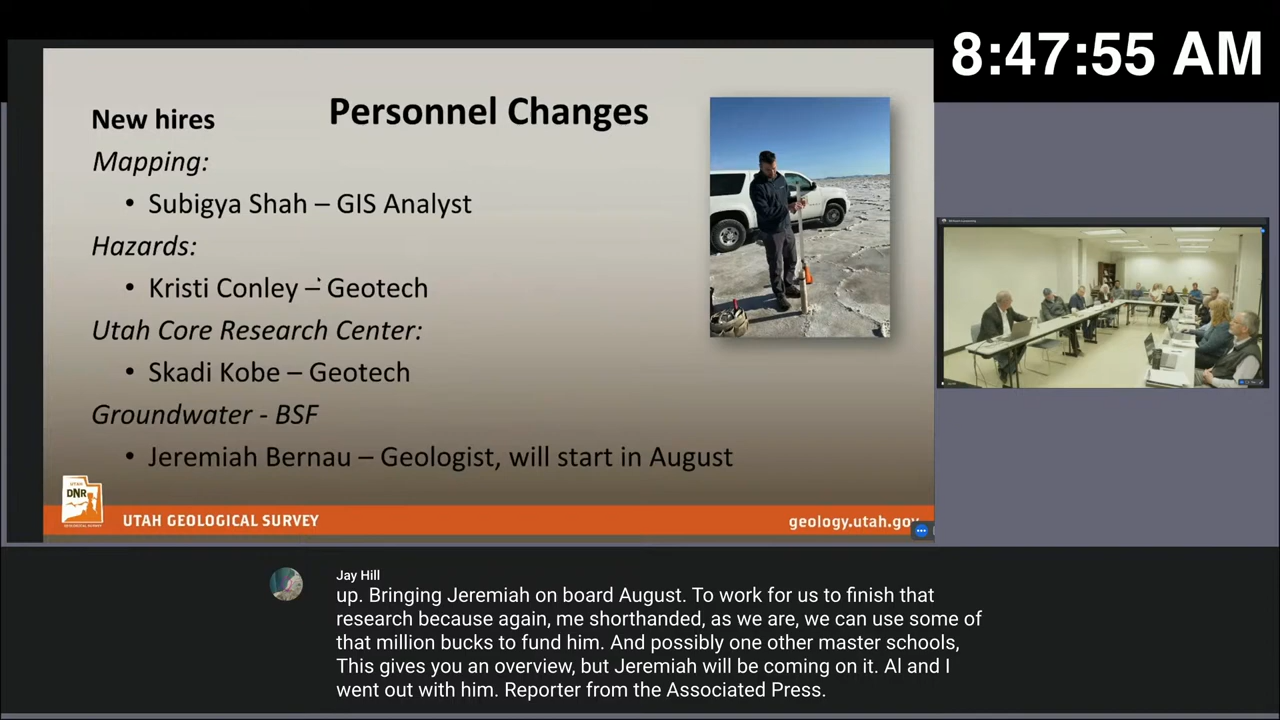 8:47:55 AM
Personnel Changes
New hires
Mapping:
• Subigya Shah – GIS Analyst
Hazards:
• Kristi Conley – Geotech
Utah Core Research Center:
• Skadi Kobe – Geotech
Groundwater - BSF
• Jeremiah Bernau – Geologist, will start in August
UTAH
DNR
UTAH GEOLOGICAL SURVEY
geology.utah.gov
Jay Hill
up. Bringing Jeremiah on board August. To work for us to finish that
research because again, me shorthanded, as we are, we can use some of
that million bucks to fund him. And possibly one other master schools,
This gives you an overview, but Jeremiah will be coming on it. Al and I
went out with him. Reporter from the Associated Press.